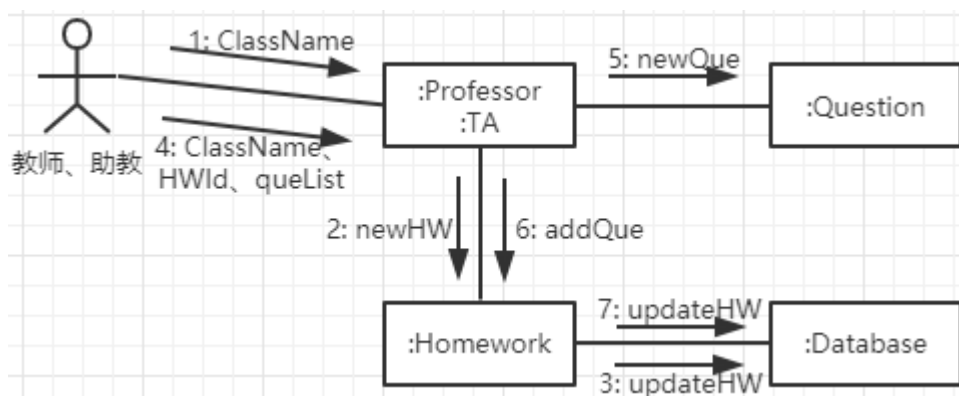 1: ClassName
5: newQue
:Professor
:TA
:Question
教师、助教
4: ClassName、
HWId、queList
2: newHW
6: addQue
7: updateHW
:Homework
:Database
3: updateHW